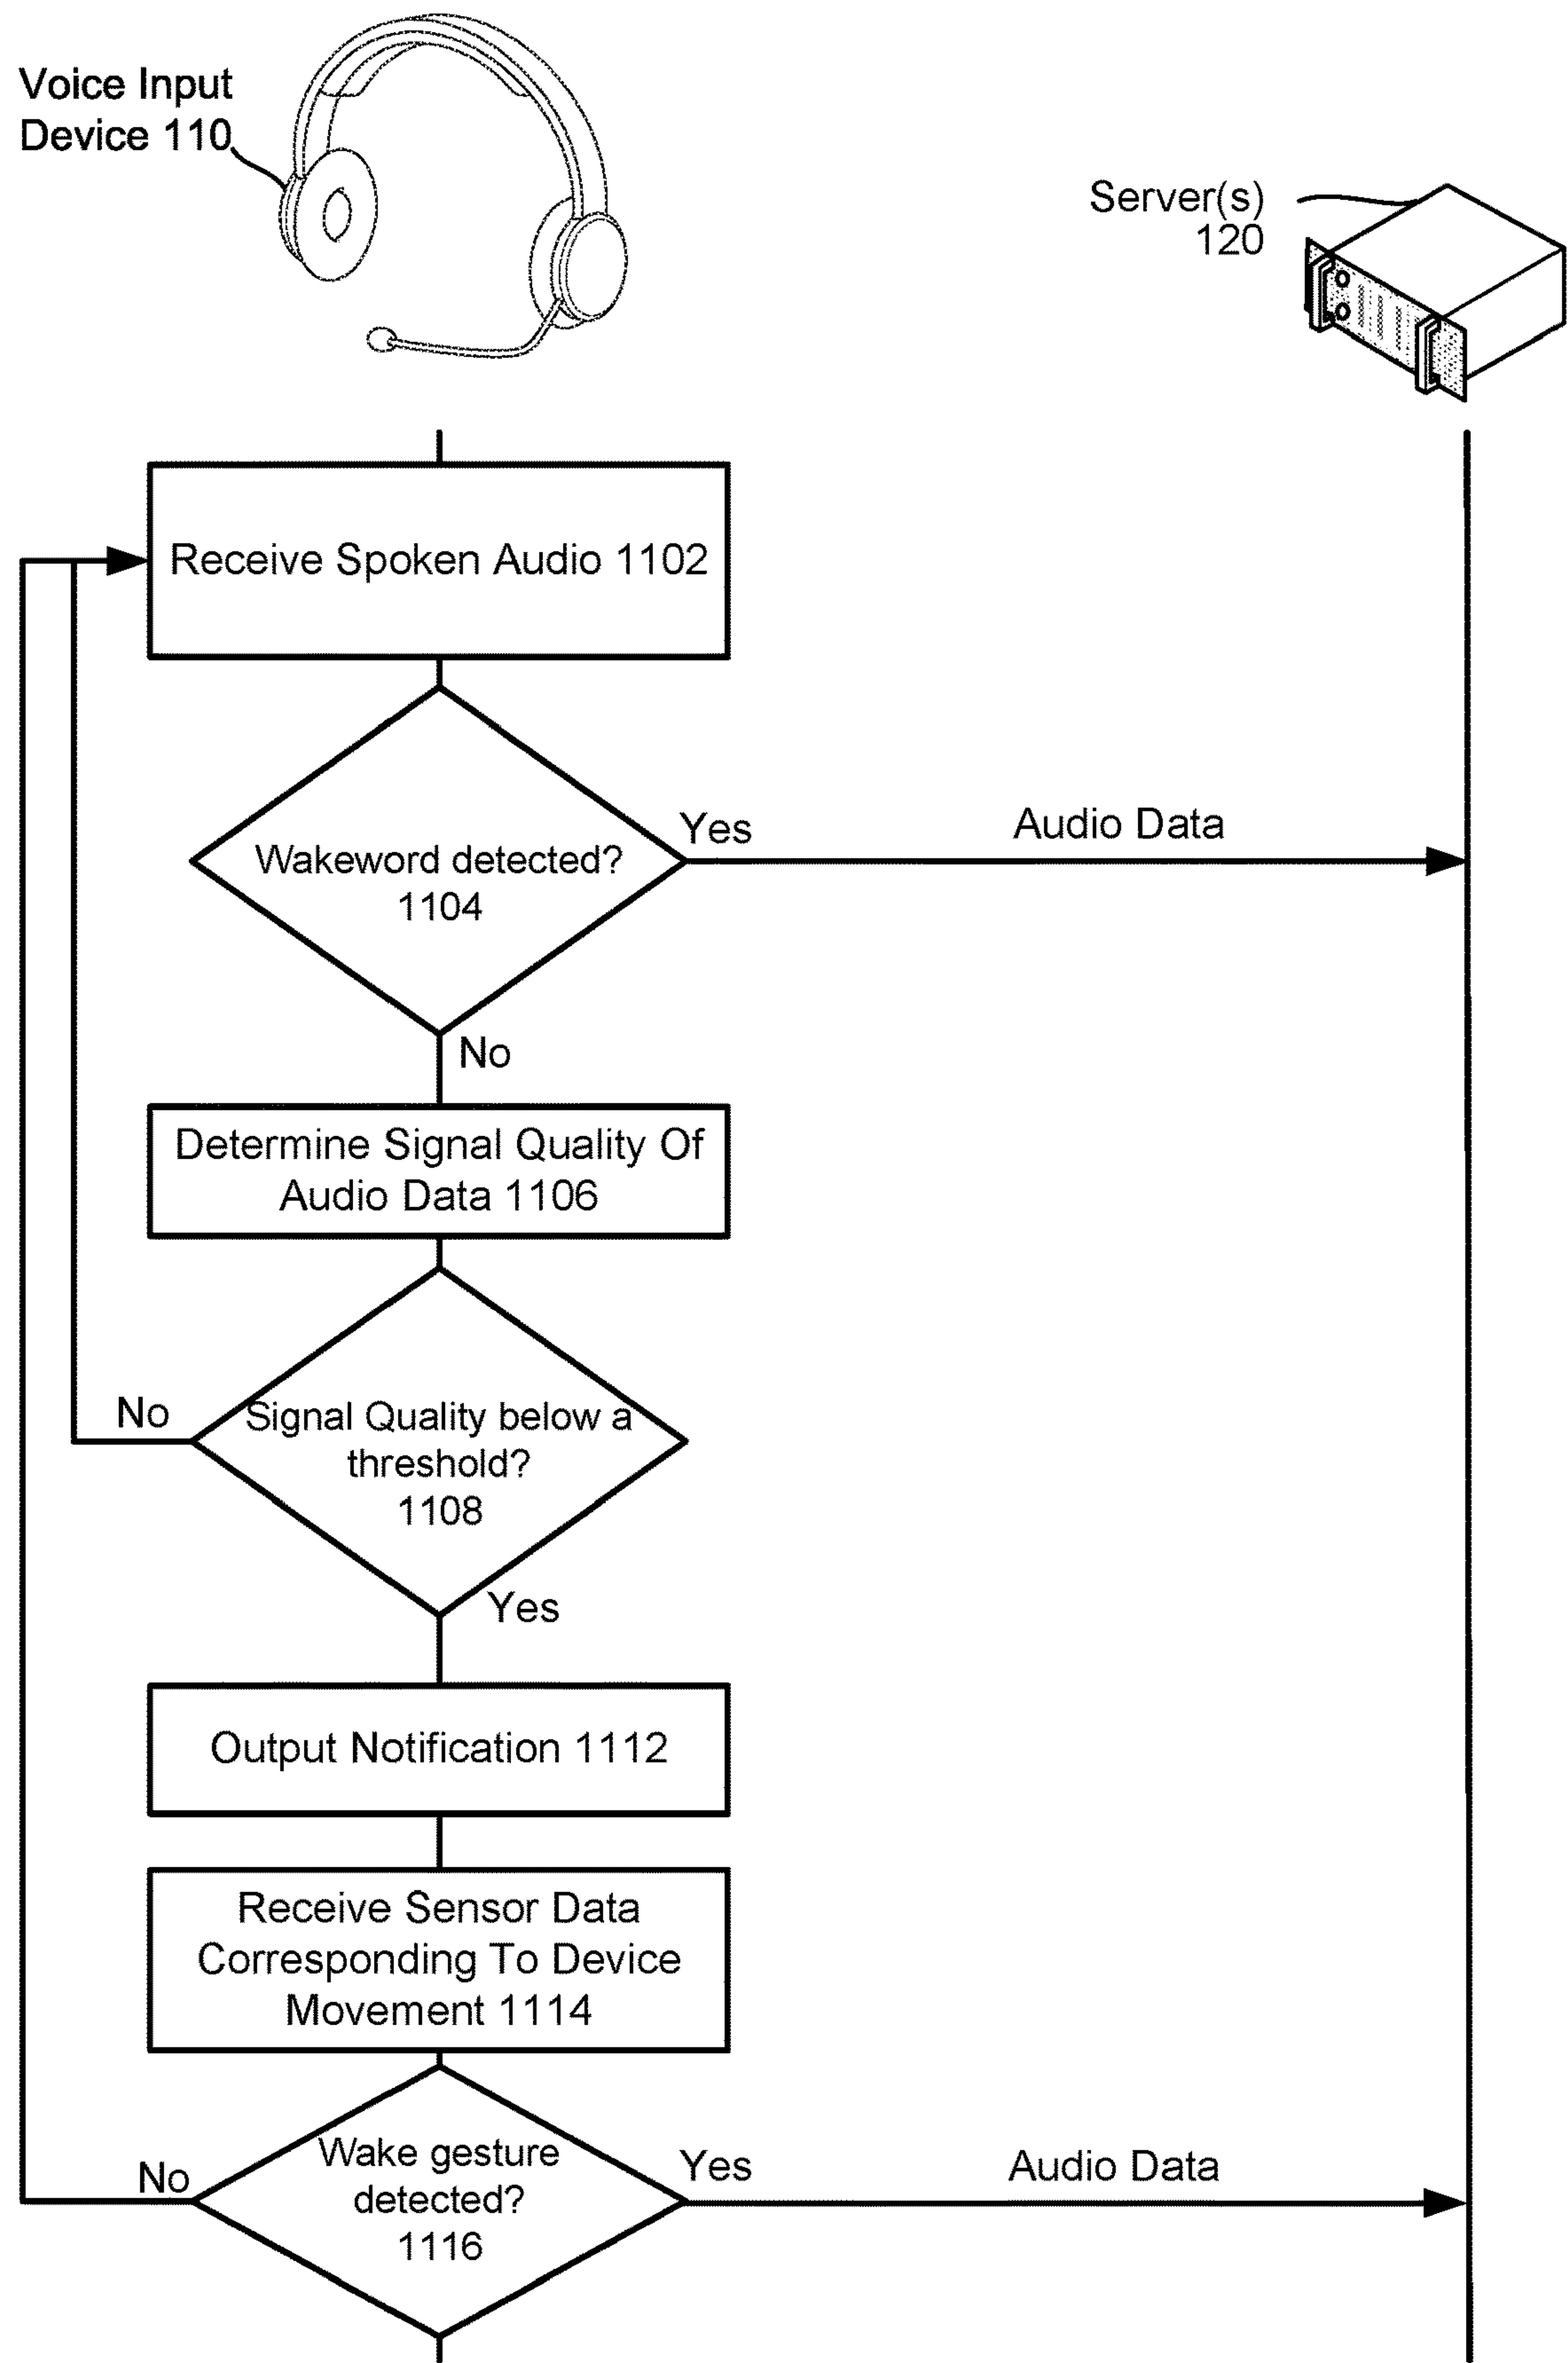 Voice Input
Device 110
Server(s)
120
Receive Spoken Audio 1102
Wakeword detected?
1104
Yes
Audio Data
No
Determine Signal Quality Of
Audio Data 1106
No
Signal Quality below a
threshold?
1108
Yes
Output Notification 1112
Receive Sensor Data
Corresponding To Device
Movement 1114
No
Wake gesture
detected?
1116
Yes
Audio Data